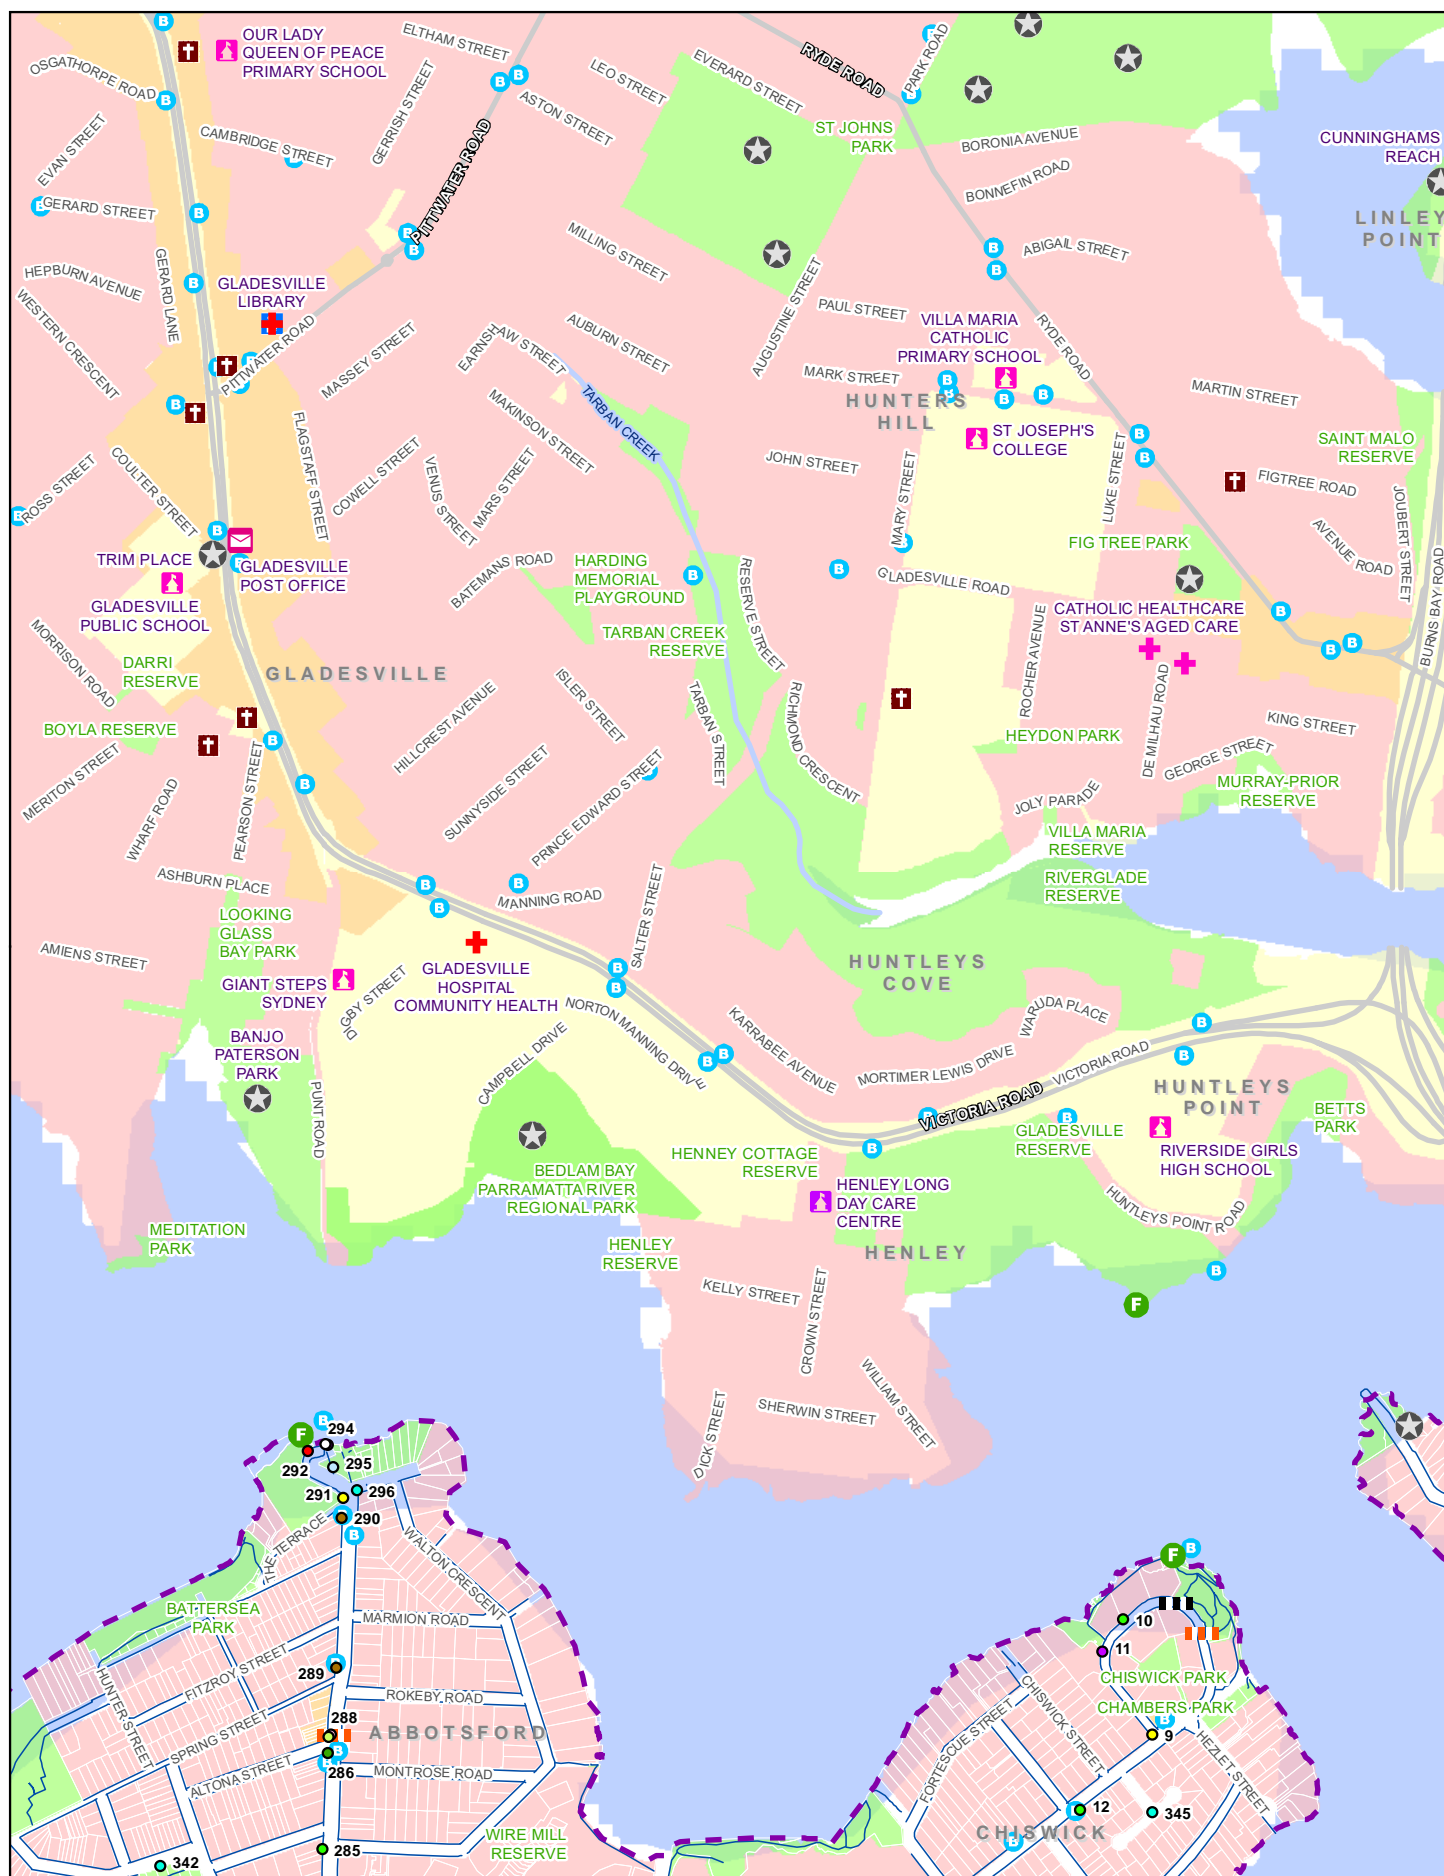 OUR LADY
QUEEN OF PEACE
PRIMARY SCHOOL
ELTHAM STREET
OSGATHORPE ROAD
LEO STREET
EVERARD STREET
RYDE ROAD
PARK ROAD
ASTON STREET
GERRISH STREET
PITTWATER ROAD
CAMBRIDGE STREET
EVAN STREET
ST JOHNS
PARK
BORONIA AVENUE
BONNEFIN ROAD
CUNNINGHAMS
REACH
LINLEY
POINT
GERARD STREET
GERARD LANE
HEPBURN AVENUE
WESTERN CRESCENT
GLADESVILLE
LIBRARY
PITTWATER ROAD
MILLING STREET
ABIGAIL STREET
AUGUSTINE STREET
PAUL STREET
VILLA MARIA
CATHOLIC
PRIMARY SCHOOL
RYDE ROAD
MASSEY STREET
EARNSHAW STREET
AUBURN STREET
MARK STREET
HUNTERS
HILL
MARTIN STREET
TARBAN CREEK
MAKINSON STREET
FLAGSTAFF STREET
COWELL STREET
VENUS STREET
MARS STREET
ST JOSEPH'S
COLLEGE
JOHN STREET
MARY STREET
LUKE STREET
SAINT MALO
RESERVE
FIGTREE ROAD
JOUBERT STREET
AVENUE ROAD
BURNS BAY ROAD
COULTER STREET
ROSS STREET
TRIM PLACE
GLADESVILLE
POST OFFICE
GLADESVILLE
PUBLIC SCHOOL
BATEMANS ROAD
HARDING
MEMORIAL
PLAYGROUND
RESERVE STREET
GLADESVILLE ROAD
FIG TREE PARK
CATHOLIC HEALTHCARE
ST ANNE'S AGED CARE
TARBAN CREEK
RESERVE
ROCHER AVENUE
DE MILHAU ROAD
MORRISON ROAD
DARRI
RESERVE
GLADESVILLE
BOYLA RESERVE
MERITON STREET
WHARF ROAD
PEARSON STREET
HILLCREST AVENUE
ISLER STREET
TARBAN STREET
RICHMOND CRESCENT
HEYDON PARK
KING STREET
GEORGE STREET
MURRAY-PRIOR
RESERVE
SUNNYSIDE STREET
PRINCE EDWARD STREET
JOLY PARADE
VILLA MARIA
RESERVE
RIVERGLADE
RESERVE
ASHBURN PLACE
MANNING ROAD
SALTER STREET
LOOKING
GLASS
BAY PARK
AMIENS STREET
GIANT STEPS
SYDNEY
DIGBY STREET
GLADESVILLE
HOSPITAL
COMMUNITY HEALTH
HUNTLEYS
COVE
NORTON MANNING DRIVE
KARRABEE AVENUE
WARUDA PLACE
MORTIMER LEWIS DRIVE
VICTORIA ROAD
VICTORIA ROAD
BANJO
PATERSON
PARK
PUNT ROAD
CAMPBELL DRIVE
HUNTLEYS
POINT
BETTS
PARK
GLADESVILLE
RESERVE
RIVERSIDE GIRLS
HIGH SCHOOL
HENNEY COTTAGE
RESERVE
BEDLAM BAY
PARRAMATTA RIVER
REGIONAL PARK
HENLEY LONG
DAY CARE
CENTRE
HUNTLEYS POINT ROAD
MEDITATION
PARK
HENLEY
RESERVE
HENLEY
KELLY STREET
CROWN STREET
WILLIAM STREET
SHERWIN STREET
DICK STREET
294
292
295
291
296
290
THE TERRACE
WALTON CRESCENT
BATTERSEA
PARK
MARMION ROAD
FITZROY STREET
HUNTER STREET
289
ROKEBY ROAD
288
ABBOTSFORD
SPRING STREET
ALTONA STREET
286
MONTROSE ROAD
WIRE MILL
RESERVE
285
342
10
11
CHISWICK PARK
CHAMBERS PARK
CHISWICK STREET
FORTESCUE STREET
HEZLET STREET
9
12
345
CHISWICK